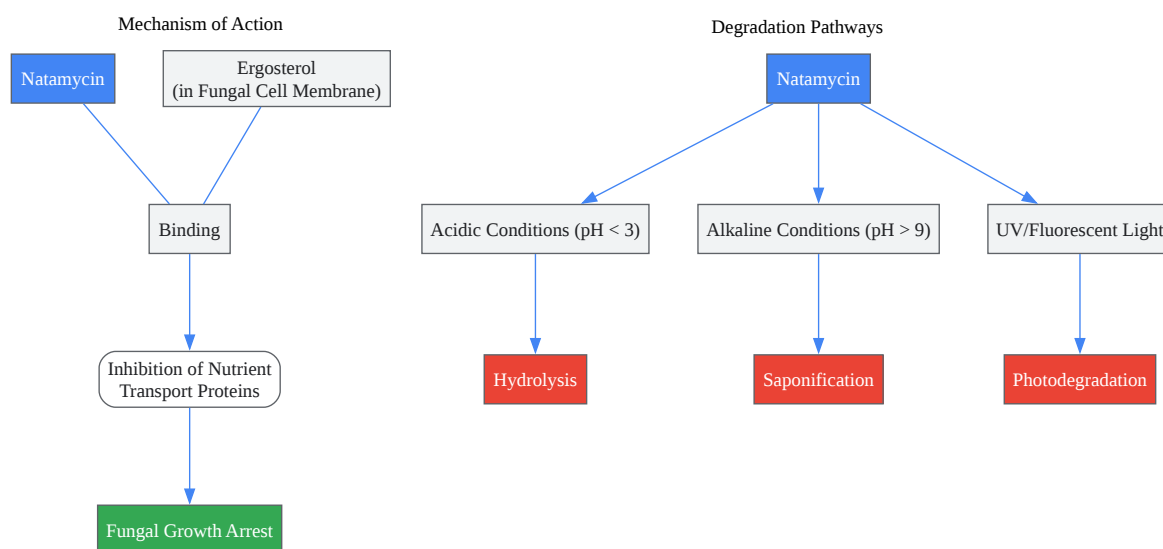 Mechanism of Action
Natamycin
Ergosterol
(in Fungal Cell Membrane)
Binding
Inhibition of Nutrient
Transport Proteins
Fungal Growth Arrest
Degradation Pathways
Natamycin
Acidic Conditions (pH < 3)
Alkaline Conditions (pH > 9)
UV/Fluorescent Light
Hydrolysis
Saponification
Photodegradation